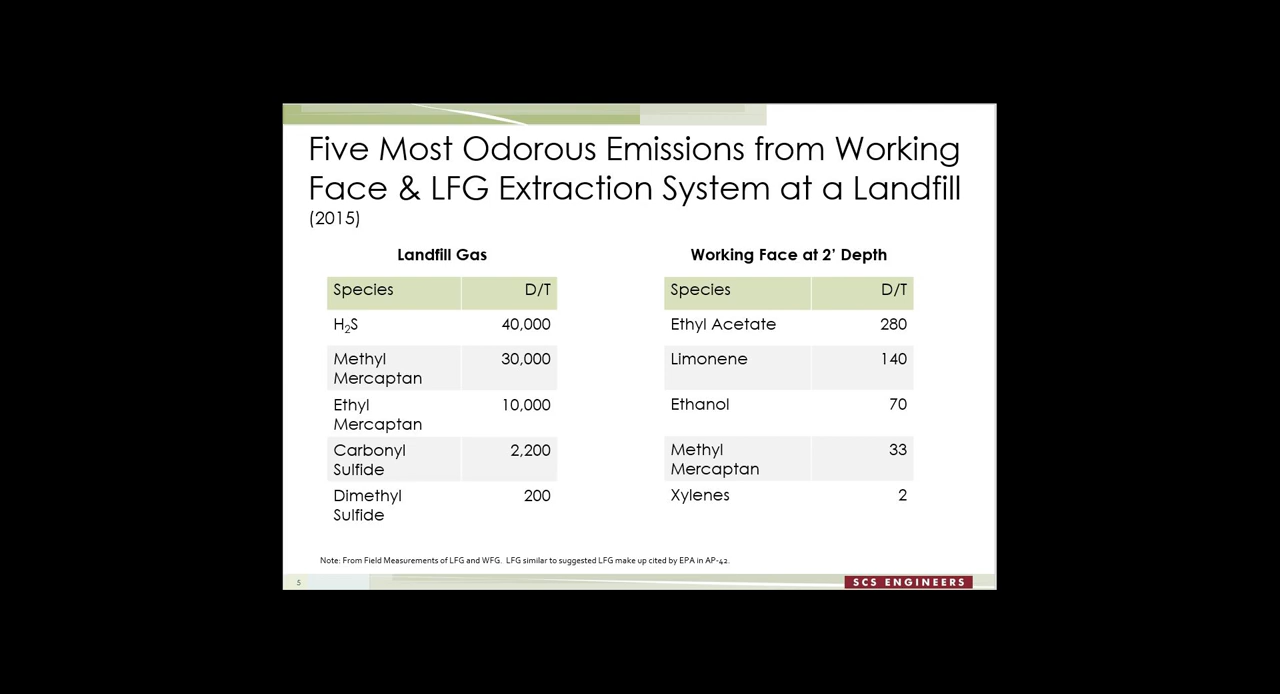 Five Most Odorous Emissions from Working
Face & LFG Extraction System at a Landfill
(2015)
Landfill Gas
Species D/T
H₂S 40,000
Methyl
Mercaptan 30,000
Ethyl
Mercaptan 10,000
Carbonyl
Sulfide 2,200
Dimethyl
Sulfide 200
Working Face at 2’ Depth
Species D/T
Ethyl Acetate 280
Limonene 140
Ethanol 70
Methyl
Mercaptan 33
Xylenes 2
Note: From Field Measurements of LFG and WFG. LFG similar to suggested LFG make up cited by EPA in AP-42.
5
SCS ENGINEERS